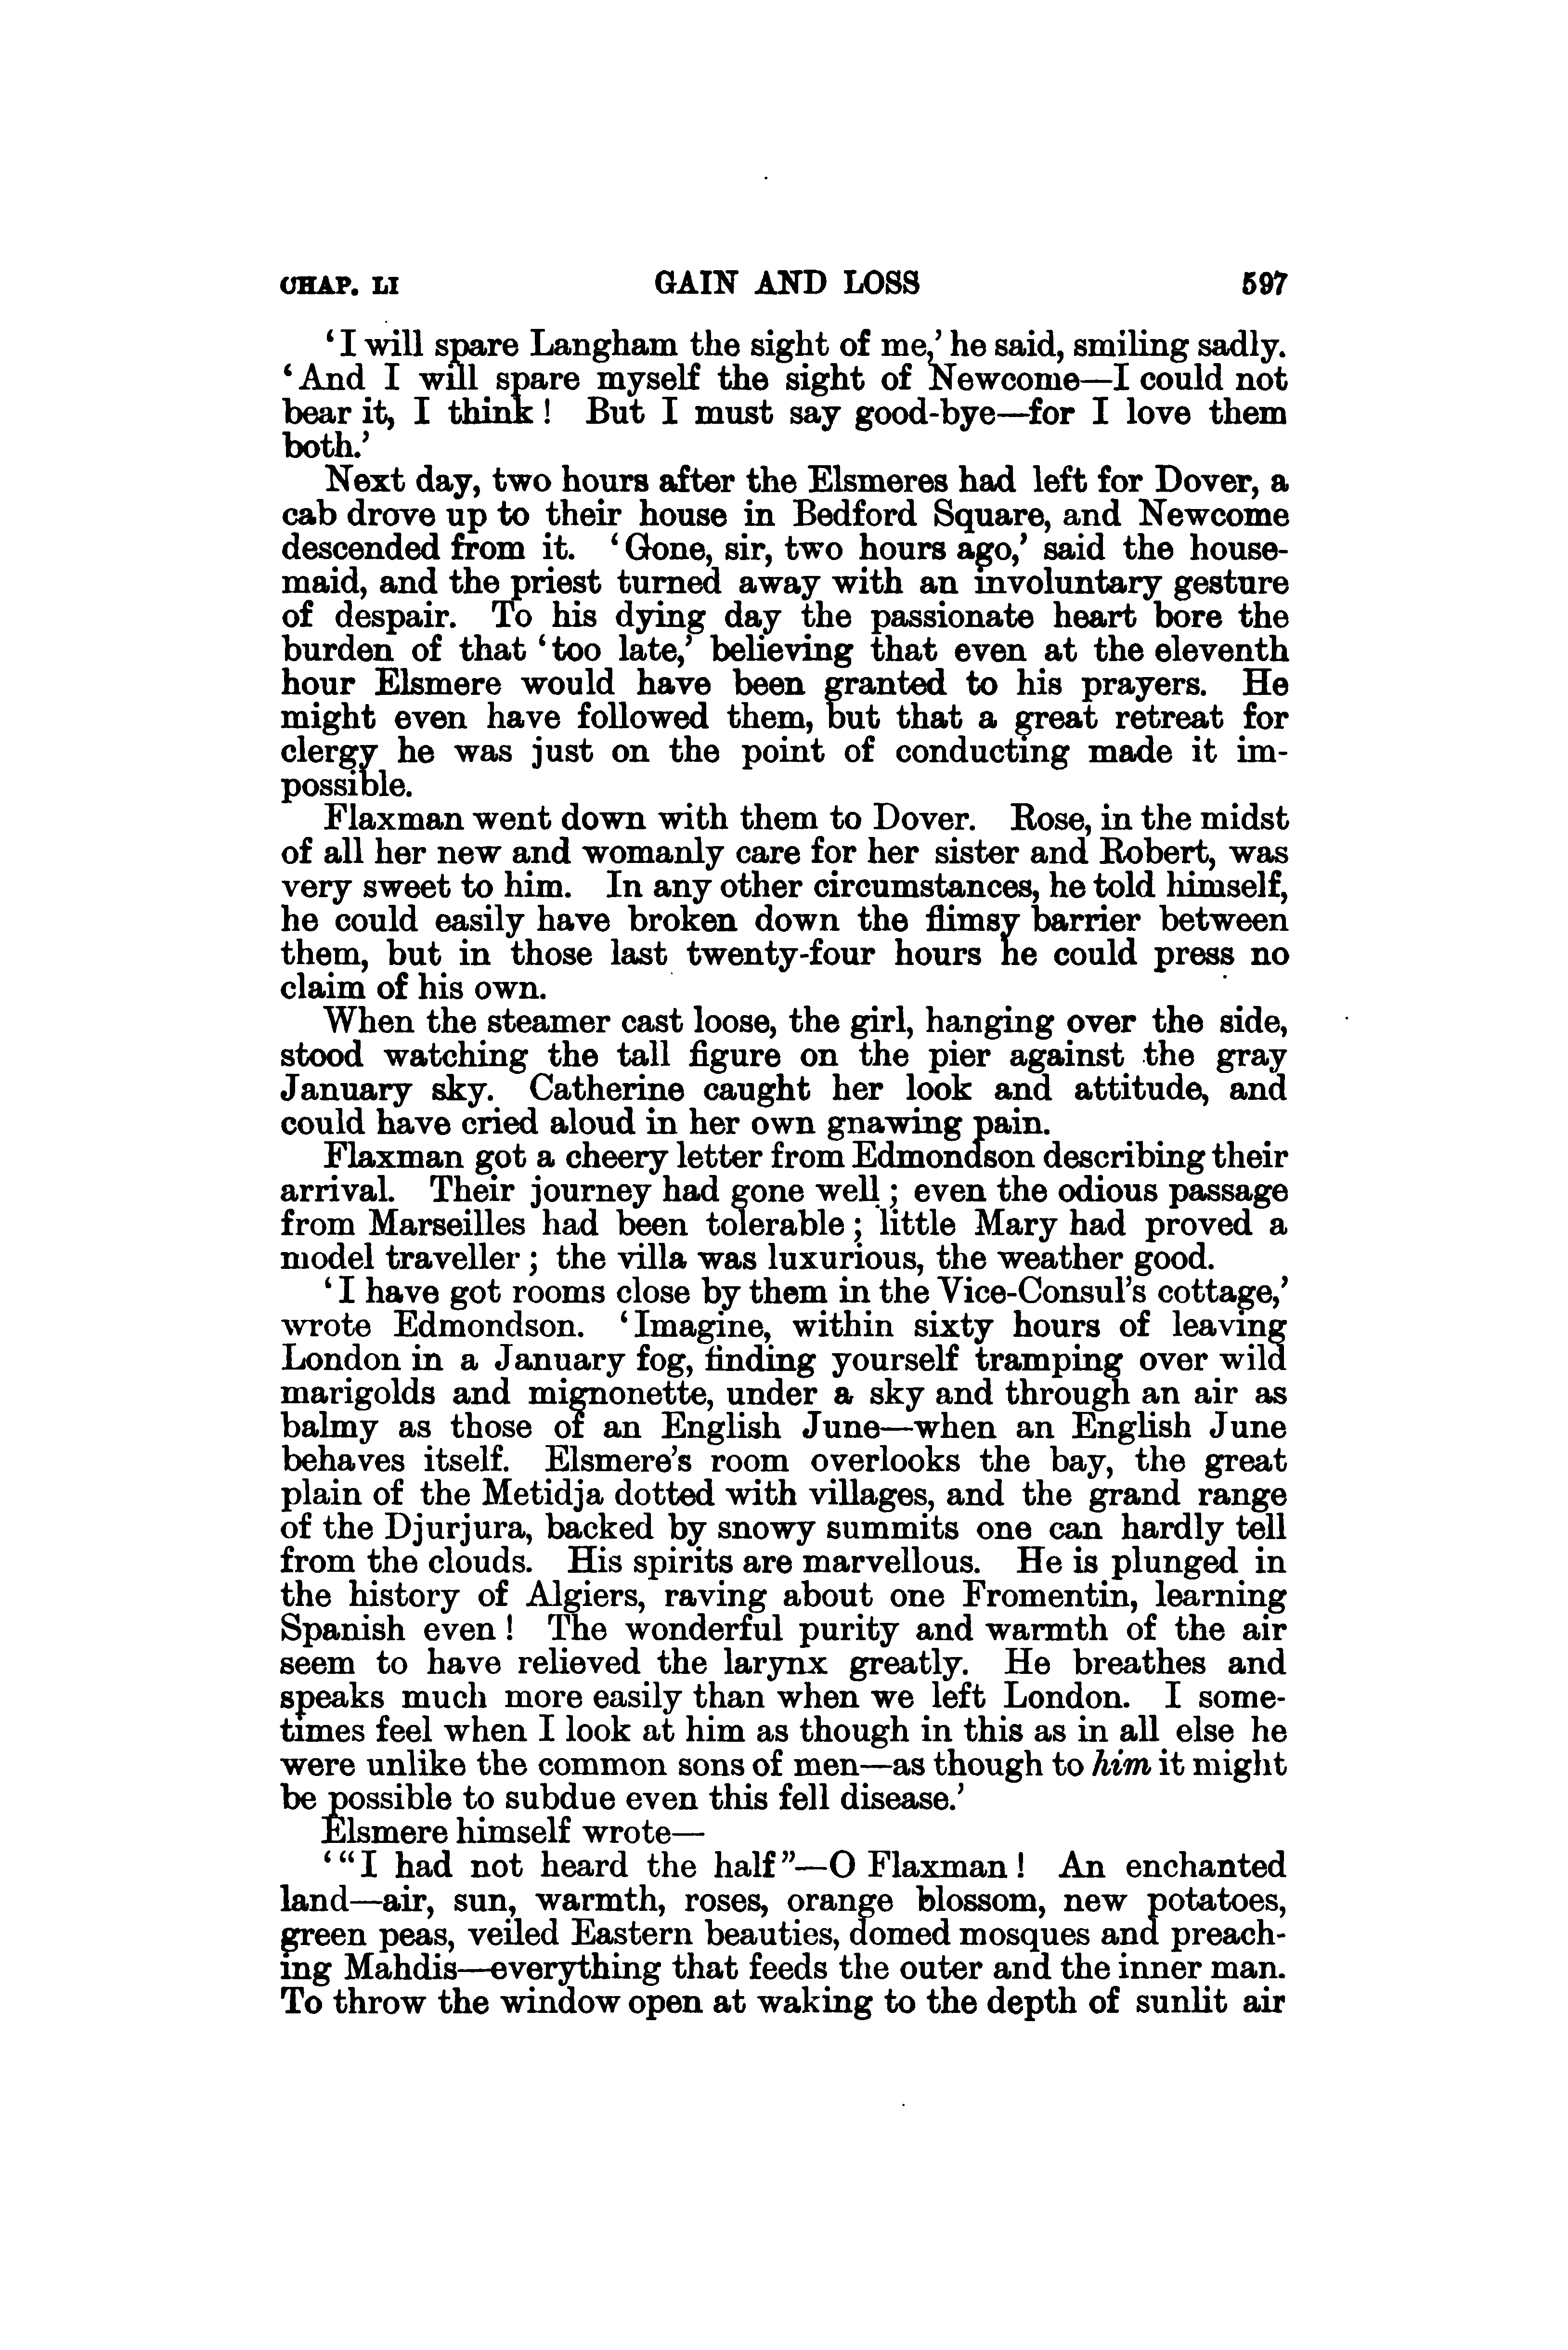 CHAP. LI GAIN AND LOSS 597
‘I will spare Langham the sight of me,’ he said, smiling sadly.
‘And I will spare myself the sight of Newcome—I could not
bear it, I think! But I must say good-bye—for I love them
both.’
Next day, two hours after the Elsmeres had left for Dover, a
cab drove up to their house in Bedford Square, and Newcome
descended from it. ‘Gone, sir, two hours ago,’ said the house-
maid, and the priest turned away with an involuntary gesture
of despair. To his dying day the passionate heart bore the
burden of that ‘too late,’ believing that even at the eleventh
hour Elsmere would have been granted to his prayers. He
might even have followed them, but that a great retreat for
clergy he was just on the point of conducting made it im-
possible.
Flaxman went down with them to Dover. Rose, in the midst
of all her new and womanly care for her sister and Robert, was
very sweet to him. In any other circumstances, he told himself,
he could easily have broken down the flimsy barrier between
them, but in those last twenty-four hours he could press no
claim of his own.
When the steamer cast loose, the girl, hanging over the side,
stood watching the tall figure on the pier against the gray
January sky. Catherine caught her look and attitude, and
could have cried aloud in her own gnawing pain.
Flaxman got a cheery letter from Edmondson describing their
arrival. Their journey had gone well; even the odious passage
from Marseilles had been tolerable; little Mary had proved a
model traveller; the villa was luxurious, the weather good.
‘I have got rooms close by them in the Vice-Consul’s cottage,’
wrote Edmondson. ‘Imagine, within sixty hours of leaving
London in a January fog, finding yourself tramping over wild
marigolds and mignonette, under a sky and through an air as
balmy as those of an English June—when an English June
behaves itself. Elsmere’s room overlooks the bay, the great
plain of the Metidja dotted with villages, and the grand range
of the Djurjura, backed by snowy summits one can hardly tell
from the clouds. His spirits are marvellous. He is plunged in
the history of Algiers, raving about one Fromentin, learning
Spanish even! The wonderful purity and warmth of the air
seem to have relieved the larynx greatly. He breathes and
speaks much more easily than when we left London. I some-
times feel when I look at him as though in this as in all else he
were unlike the common sons of men—as though to him it might
be possible to subdue even this fell disease.’
Elsmere himself wrote—
‘“I had not heard the half”—O Flaxman! An enchanted
land—air, sun, warmth, roses, orange blossom, new potatoes,
green peas, veiled Eastern beauties, domed mosques and preach-
ing Mahdis—everything that feeds the outer and the inner man.
To throw the window open at waking to the depth of sunlit air